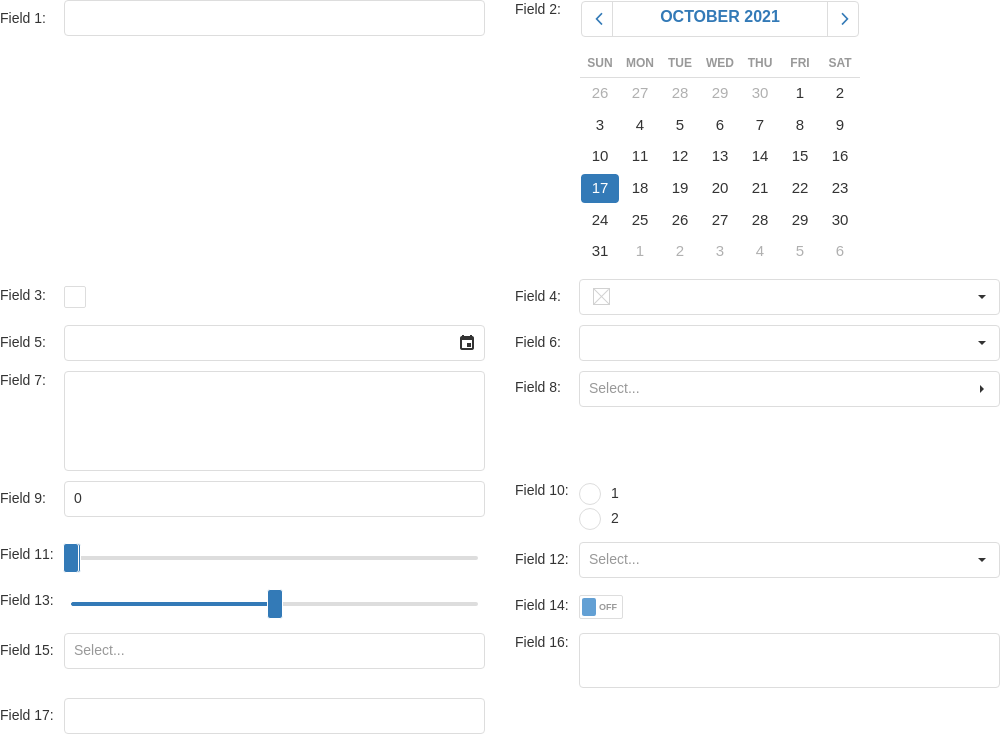 Field 1:
Field 2:
OCTOBER 2021
SUN MON TUE WED THU FRI SAT
26 27 28 29 30 1 2
3 4 5 6 7 8 9
10 11 12 13 14 15 16
17 18 19 20 21 22 23
24 25 26 27 28 29 30
31 1 2 3 4 5 6
Field 3:
Field 4:
Field 5:
Field 6:
Field 7:
Field 8: Select...
Field 9: 0
Field 10: 1
2
Field 11:
Field 12: Select...
Field 13:
Field 14: OFF
Field 15: Select...
Field 16:
Field 17: